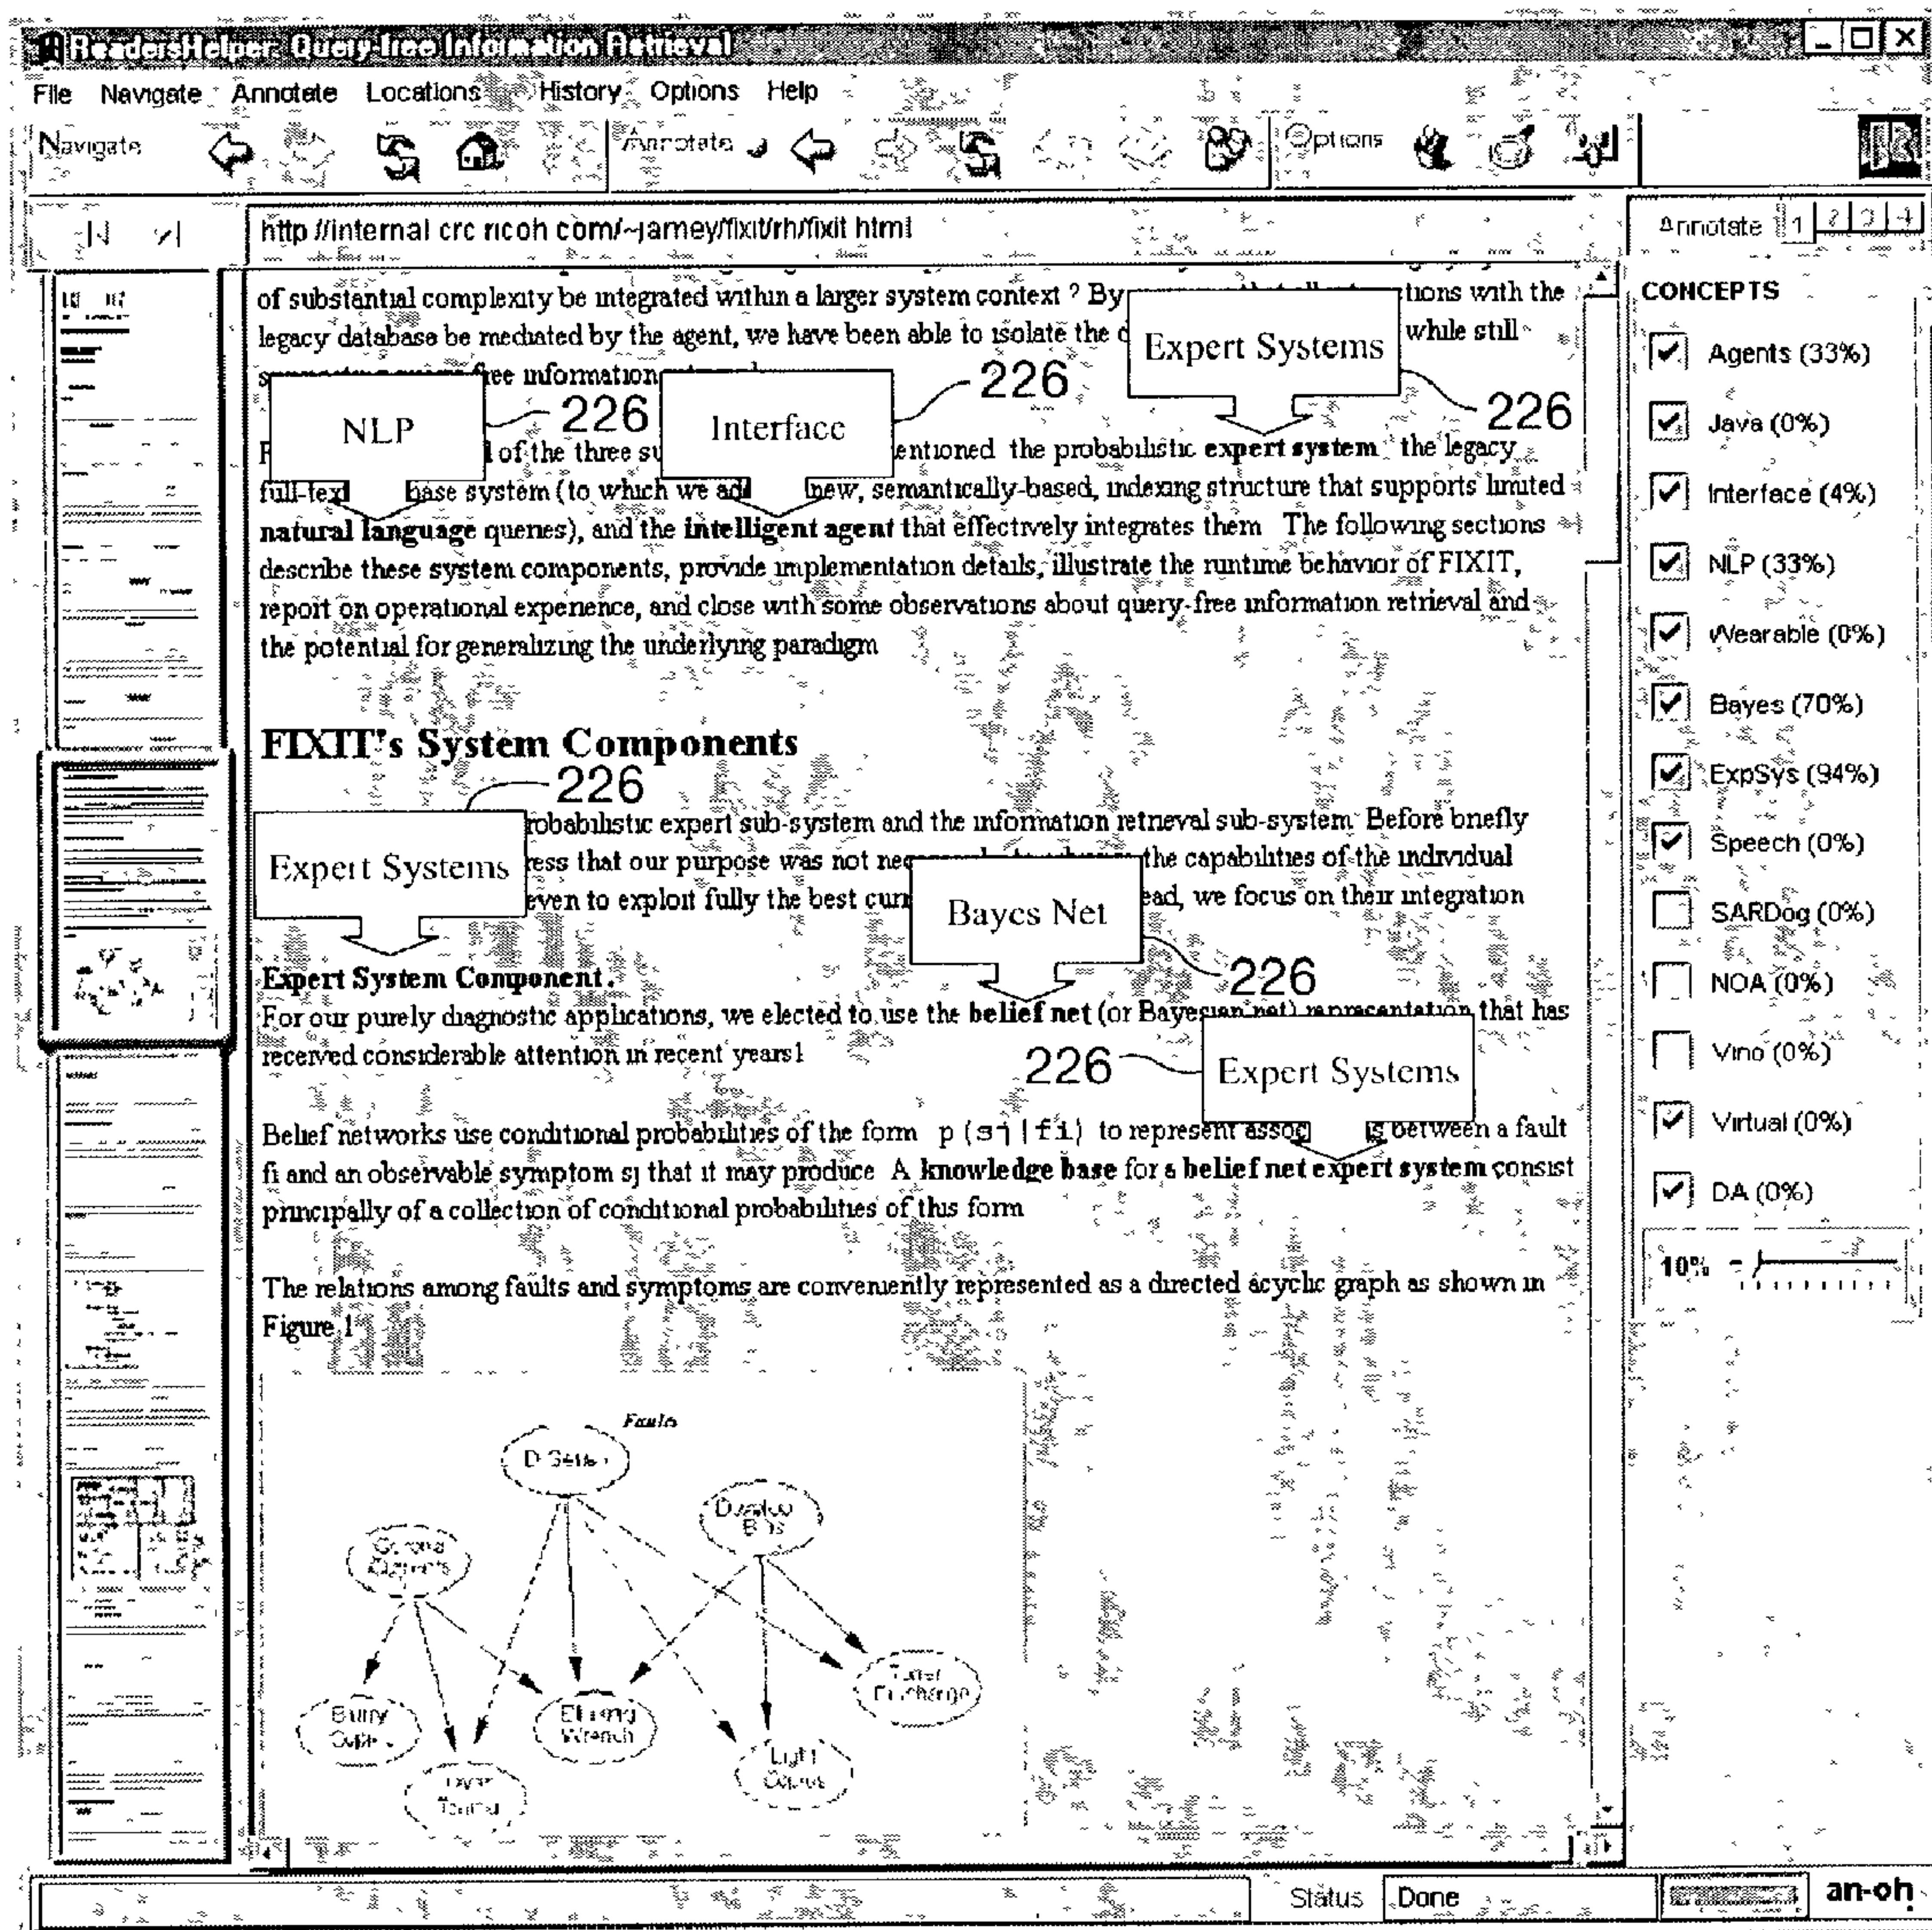 ReadersHelper: Query-free Information Retrieval
File Navigate Annotate Locations History Options Help
Navigate Annotate Options
http //internal crc ricoh com/~jamey/fixit/rh/fixit html
Annotate 1 2 3 4
of substantial complexity be integrated within a larger system context ? By tions with the
legacy database be mediated by the agent, we have been able to isolate the while still
Expert Systems
226
free information
226
NLP
226
Interface
226
of the three entioned the probabilistic expert system the legacy
full-text base system (to which we new, semantically-based, indexing structure that supports limited
natural language queries), and the intelligent agent that effectively integrates them The following sections
describe these system components, provide implementation details, illustrate the runtime behavior of FIXIT,
report on operational experience, and close with some observations about query-free information retrieval and
the potential for generalizing the underlying paradigm
FIXIT's System Components
226
Expert Systems
robabilistic expert sub-system and the information retrieval sub-system Before briefly
ress that our purpose was not the capabilities of the individual
even to exploit fully the best ead, we focus on their integration
Bayes Net
226
Expert System Component.
For our purely diagnostic applications, we elected to use the belief net (or Bayesian net) representation that has
received considerable attention in recent years1
226
Expert Systems
Belief networks use conditional probabilities of the form p(sj|fi) to represent between a fault
fi and an observable symptom sj that it may produce A knowledge base for a belief net expert system consist
principally of a collection of conditional probabilities of this form
The relations among faults and symptoms are conveniently represented as a directed acyclic graph as shown in
Figure 1
Faults
Corona
Light
CONCEPTS
Agents (33%)
Java (0%)
Interface (4%)
NLP (33%)
Wearable (0%)
Bayes (70%)
ExpSys (94%)
Speech (0%)
SARDog (0%)
NOA (0%)
Vino (0%)
Virtual (0%)
DA (0%)
10%
Status Done
an-oh